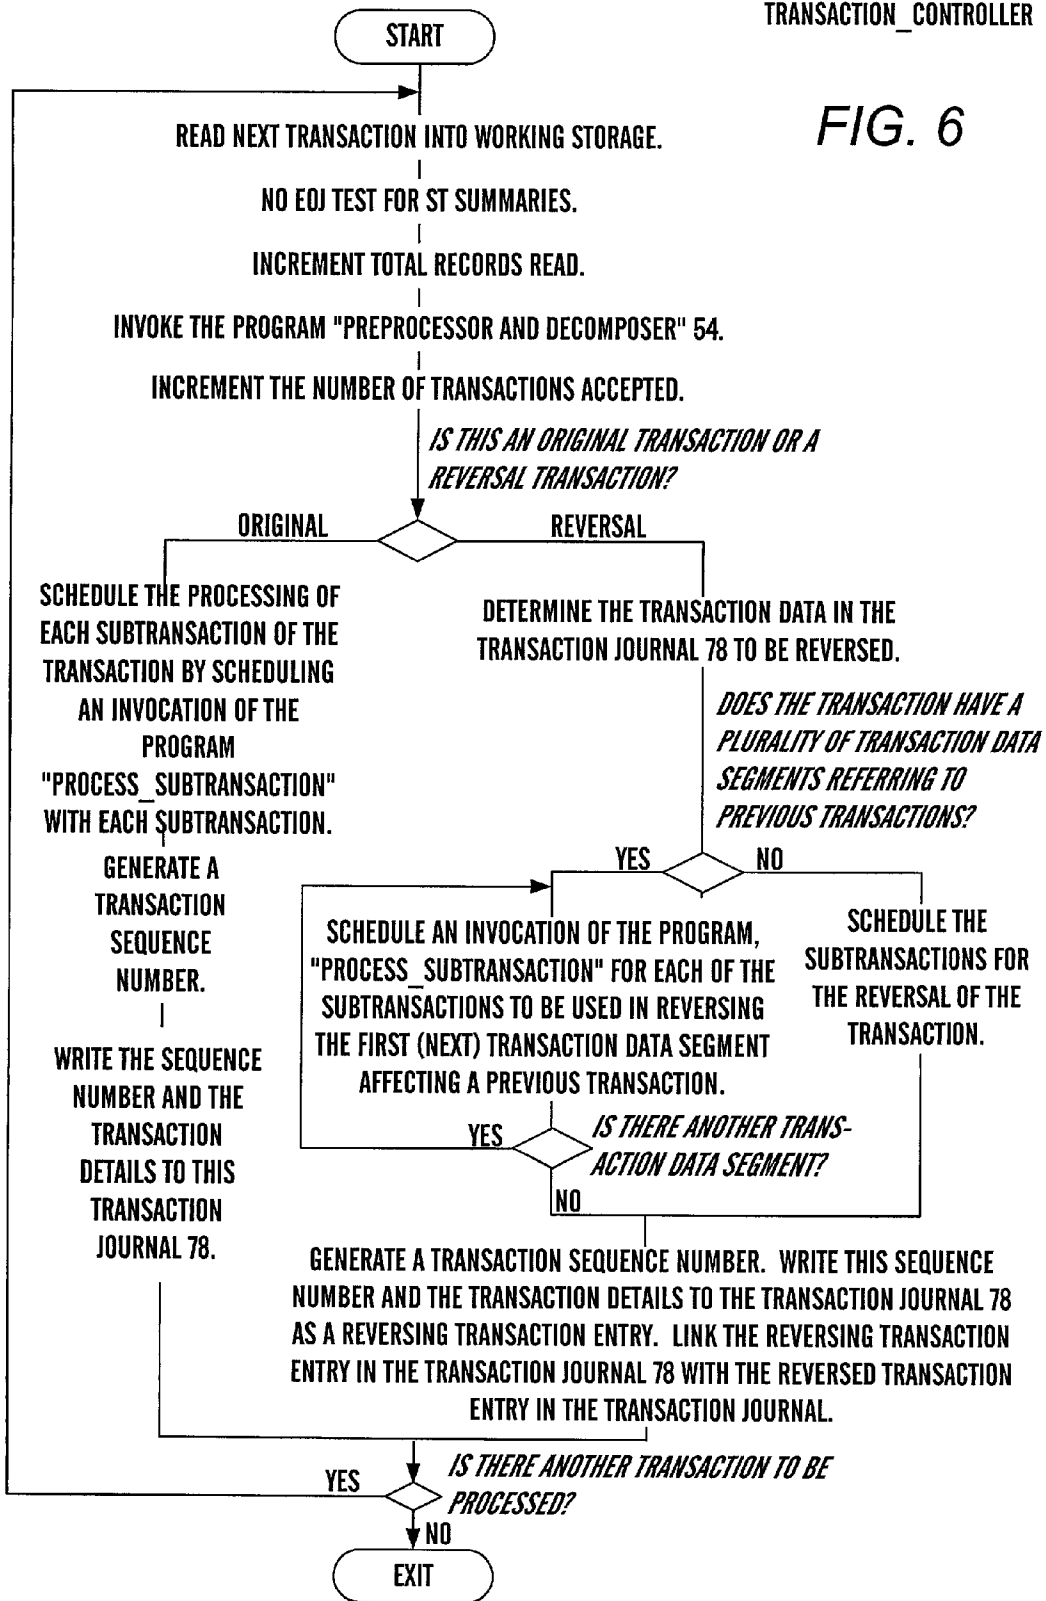 TRANSACTION_CONTROLLER
START
FIG. 6
READ NEXT TRANSACTION INTO WORKING STORAGE.
NO EOJ TEST FOR ST SUMMARIES.
INCREMENT TOTAL RECORDS READ.
INVOKE THE PROGRAM "PREPROCESSOR AND DECOMPOSER" 54.
INCREMENT THE NUMBER OF TRANSACTIONS ACCEPTED.
IS THIS AN ORIGINAL TRANSACTION OR A
REVERSAL TRANSACTION?
ORIGINAL
REVERSAL
SCHEDULE THE PROCESSING OF
EACH SUBTRANSACTION OF THE
TRANSACTION BY SCHEDULING
AN INVOCATION OF THE
PROGRAM
"PROCESS_SUBTRANSACTION"
WITH EACH SUBTRANSACTION.
GENERATE A
TRANSACTION
SEQUENCE
NUMBER.
WRITE THE SEQUENCE
NUMBER AND THE
TRANSACTION
DETAILS TO THIS
TRANSACTION
JOURNAL 78.
DETERMINE THE TRANSACTION DATA IN THE
TRANSACTION JOURNAL 78 TO BE REVERSED.
DOES THE TRANSACTION HAVE A
PLURALITY OF TRANSACTION DATA
SEGMENTS REFERRING TO
PREVIOUS TRANSACTIONS?
YES
NO
SCHEDULE AN INVOCATION OF THE PROGRAM,
"PROCESS_SUBTRANSACTION" FOR EACH OF THE
SUBTRANSACTIONS TO BE USED IN REVERSING
THE FIRST (NEXT) TRANSACTION DATA SEGMENT
AFFECTING A PREVIOUS TRANSACTION.
SCHEDULE THE
SUBTRANSACTIONS FOR
THE REVERSAL OF THE
TRANSACTION.
YES
IS THERE ANOTHER TRANS-
ACTION DATA SEGMENT?
NO
GENERATE A TRANSACTION SEQUENCE NUMBER. WRITE THIS SEQUENCE
NUMBER AND THE TRANSACTION DETAILS TO THE TRANSACTION JOURNAL 78
AS A REVERSING TRANSACTION ENTRY. LINK THE REVERSING TRANSACTION
ENTRY IN THE TRANSACTION JOURNAL 78 WITH THE REVERSED TRANSACTION
ENTRY IN THE TRANSACTION JOURNAL.
YES
IS THERE ANOTHER TRANSACTION TO BE
PROCESSED?
NO
EXIT